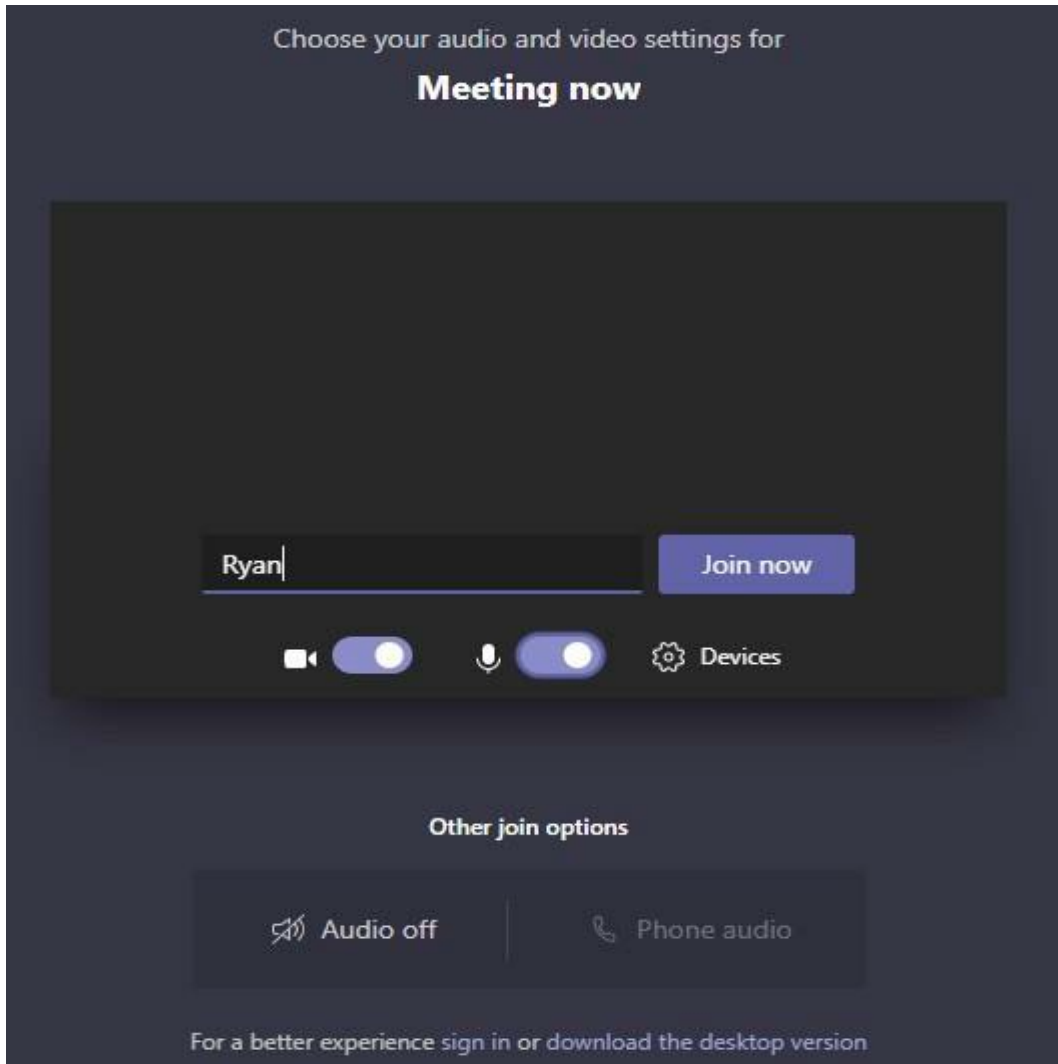 Choose your audio and video settings for
Meeting now
Ryan
Join now
Devices
Other join options
Audio off
Phone audio
For a better experience sign in or download the desktop version